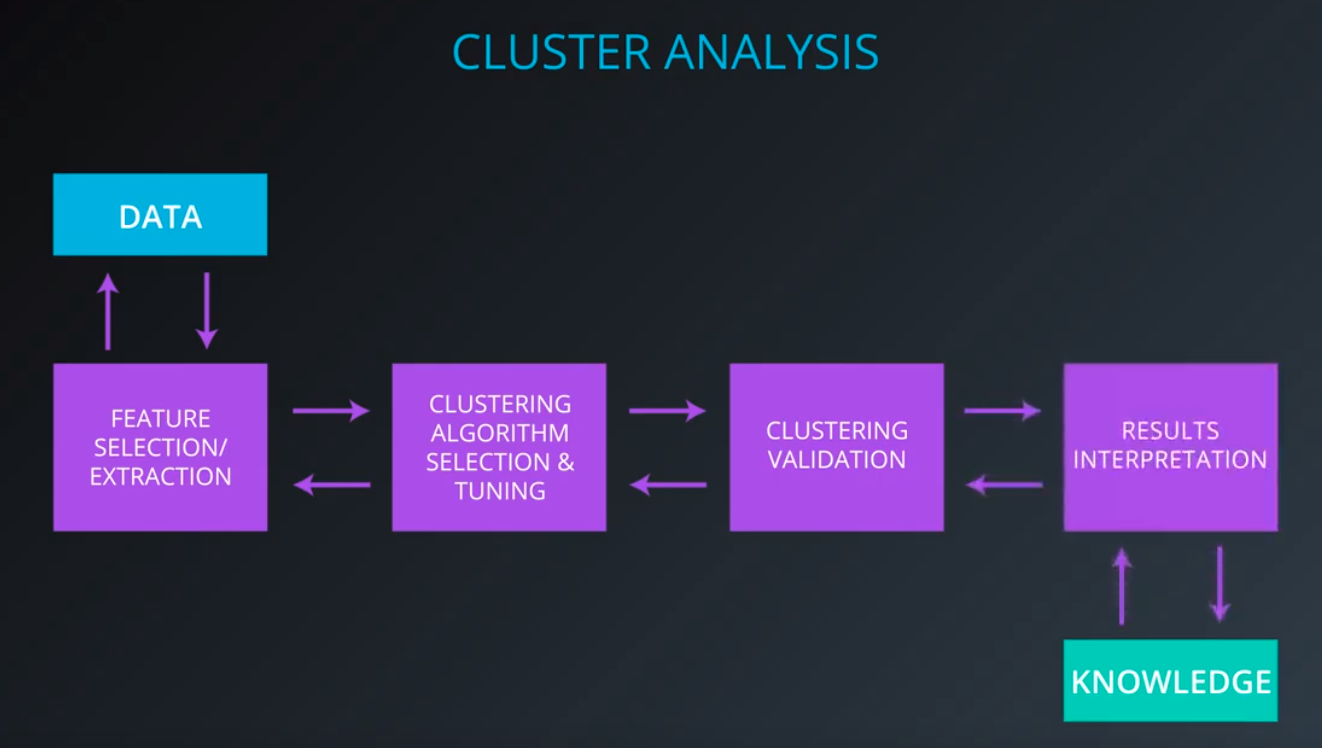 CLUSTER ANALYSIS
DATA
FEATURE
SELECTION/
EXTRACTION
CLUSTERING
ALGORITHM
SELECTION &
TUNING
CLUSTERING
VALIDATION
RESULTS
INTERPRETATION
KNOWLEDGE